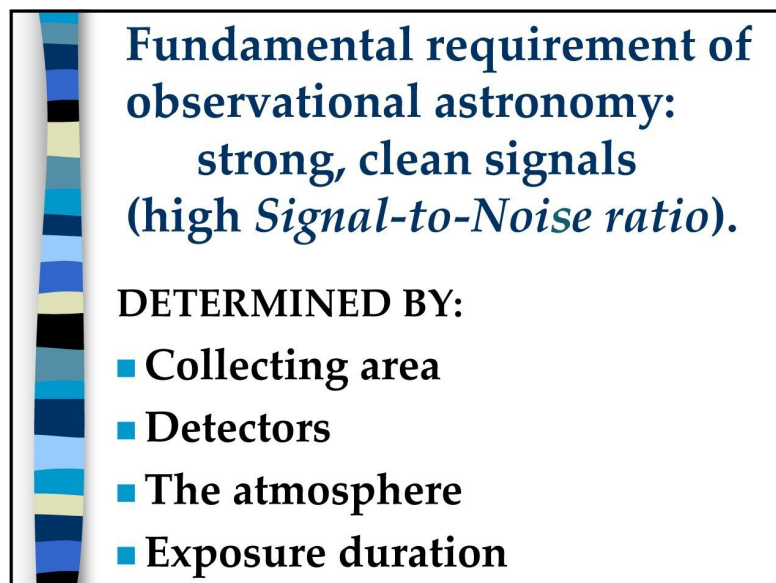 Fundamental requirement of
observational astronomy:
strong, clean signals
(high Signal-to-Noise ratio).
DETERMINED BY:
Collecting area
Detectors
The atmosphere
Exposure duration